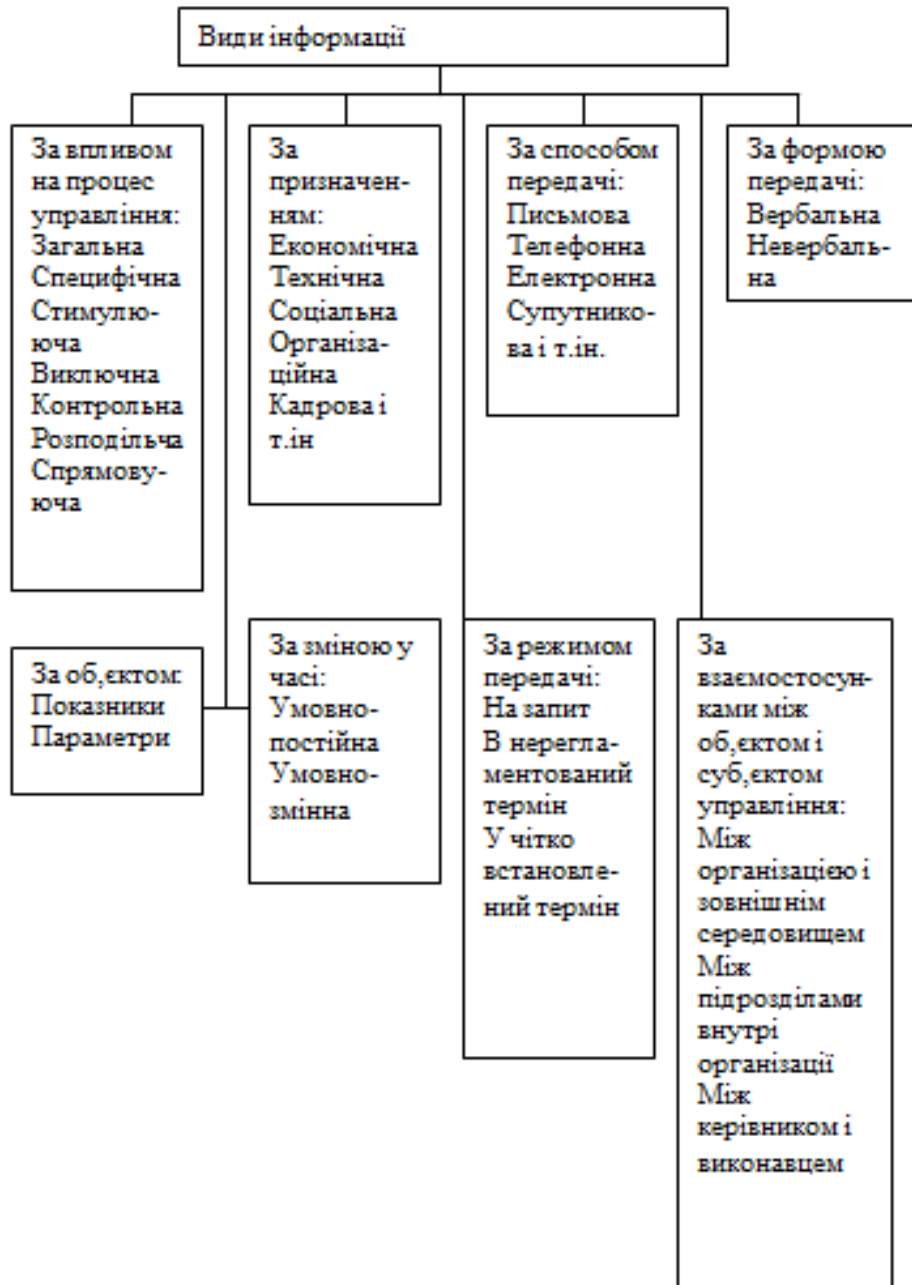 Види інформації
За впливом
на процес
управління:
Загальна
Специфічна
Стимулю-
юча
Виключна
Контрольна
Розподільча
Спрямову-
юча
За
призначен-
ням:
Економічна
Технічна
Соціальна
Організа-
ційна
Кадрова і
т.ін
За способом
передачі:
Письмова
Телефонна
Електронна
Супутнико-
ва і т.ін.
За формою
передачі:
Вербальна
Невербаль-
на
За об,єктом:
Показники
Параметри
За зміною у
часі:
Умовно-
постійна
Умовно-
змінна
За режимом
передачі:
На запит
В нерегла-
ментований
термін
У чітко
встановле-
ний термін
За
взаємостосун-
ками між
об,єктом і
суб,єктом
управління:
Між
організацією і
зовнішнім
середовищем
Між
підрозділами
внутрі
організації
Між
керівником і
виконавцем